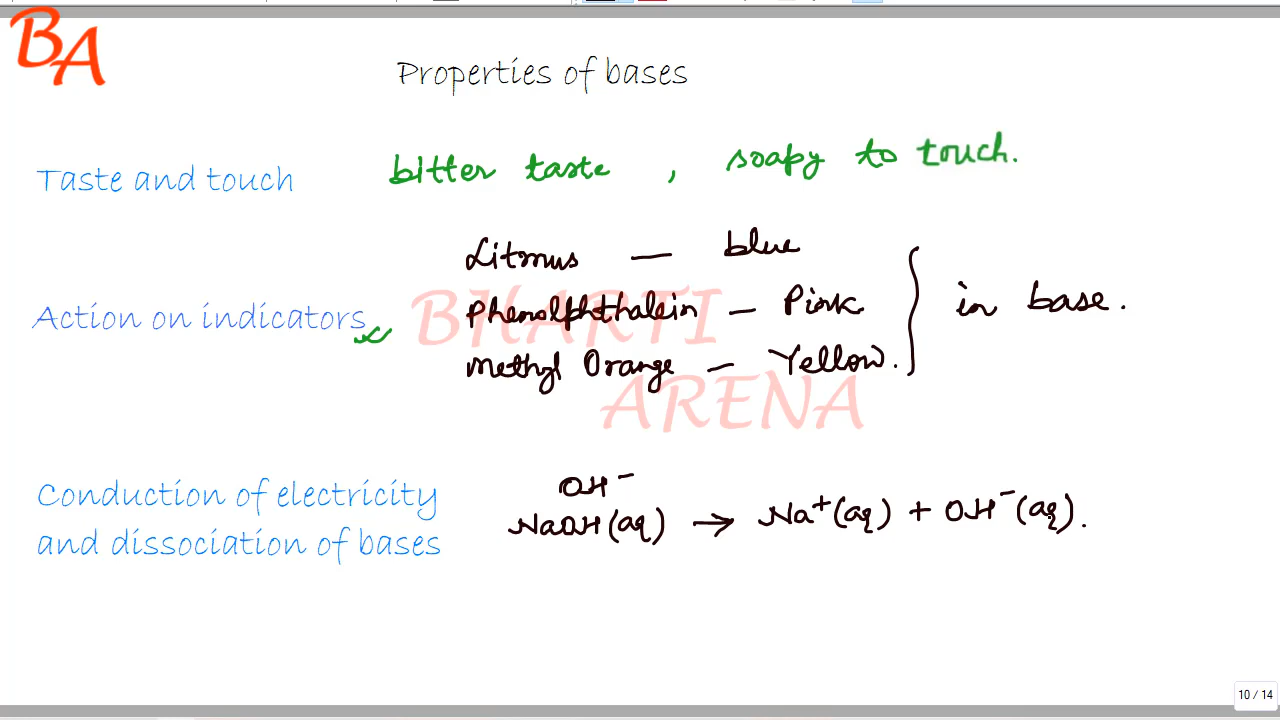 BA
Properties of bases
Taste and touch bitter taste , soapy to touch.
Litmus — blue
Action on indicators Phenolphthalein — Pink } in base.
Methyl Orange — Yellow.
BHARTI
ARENA
OH⁻
Conduction of electricity
and dissociation of bases NaOH(aq) → Na⁺(aq) + OH⁻(aq).
10 / 14